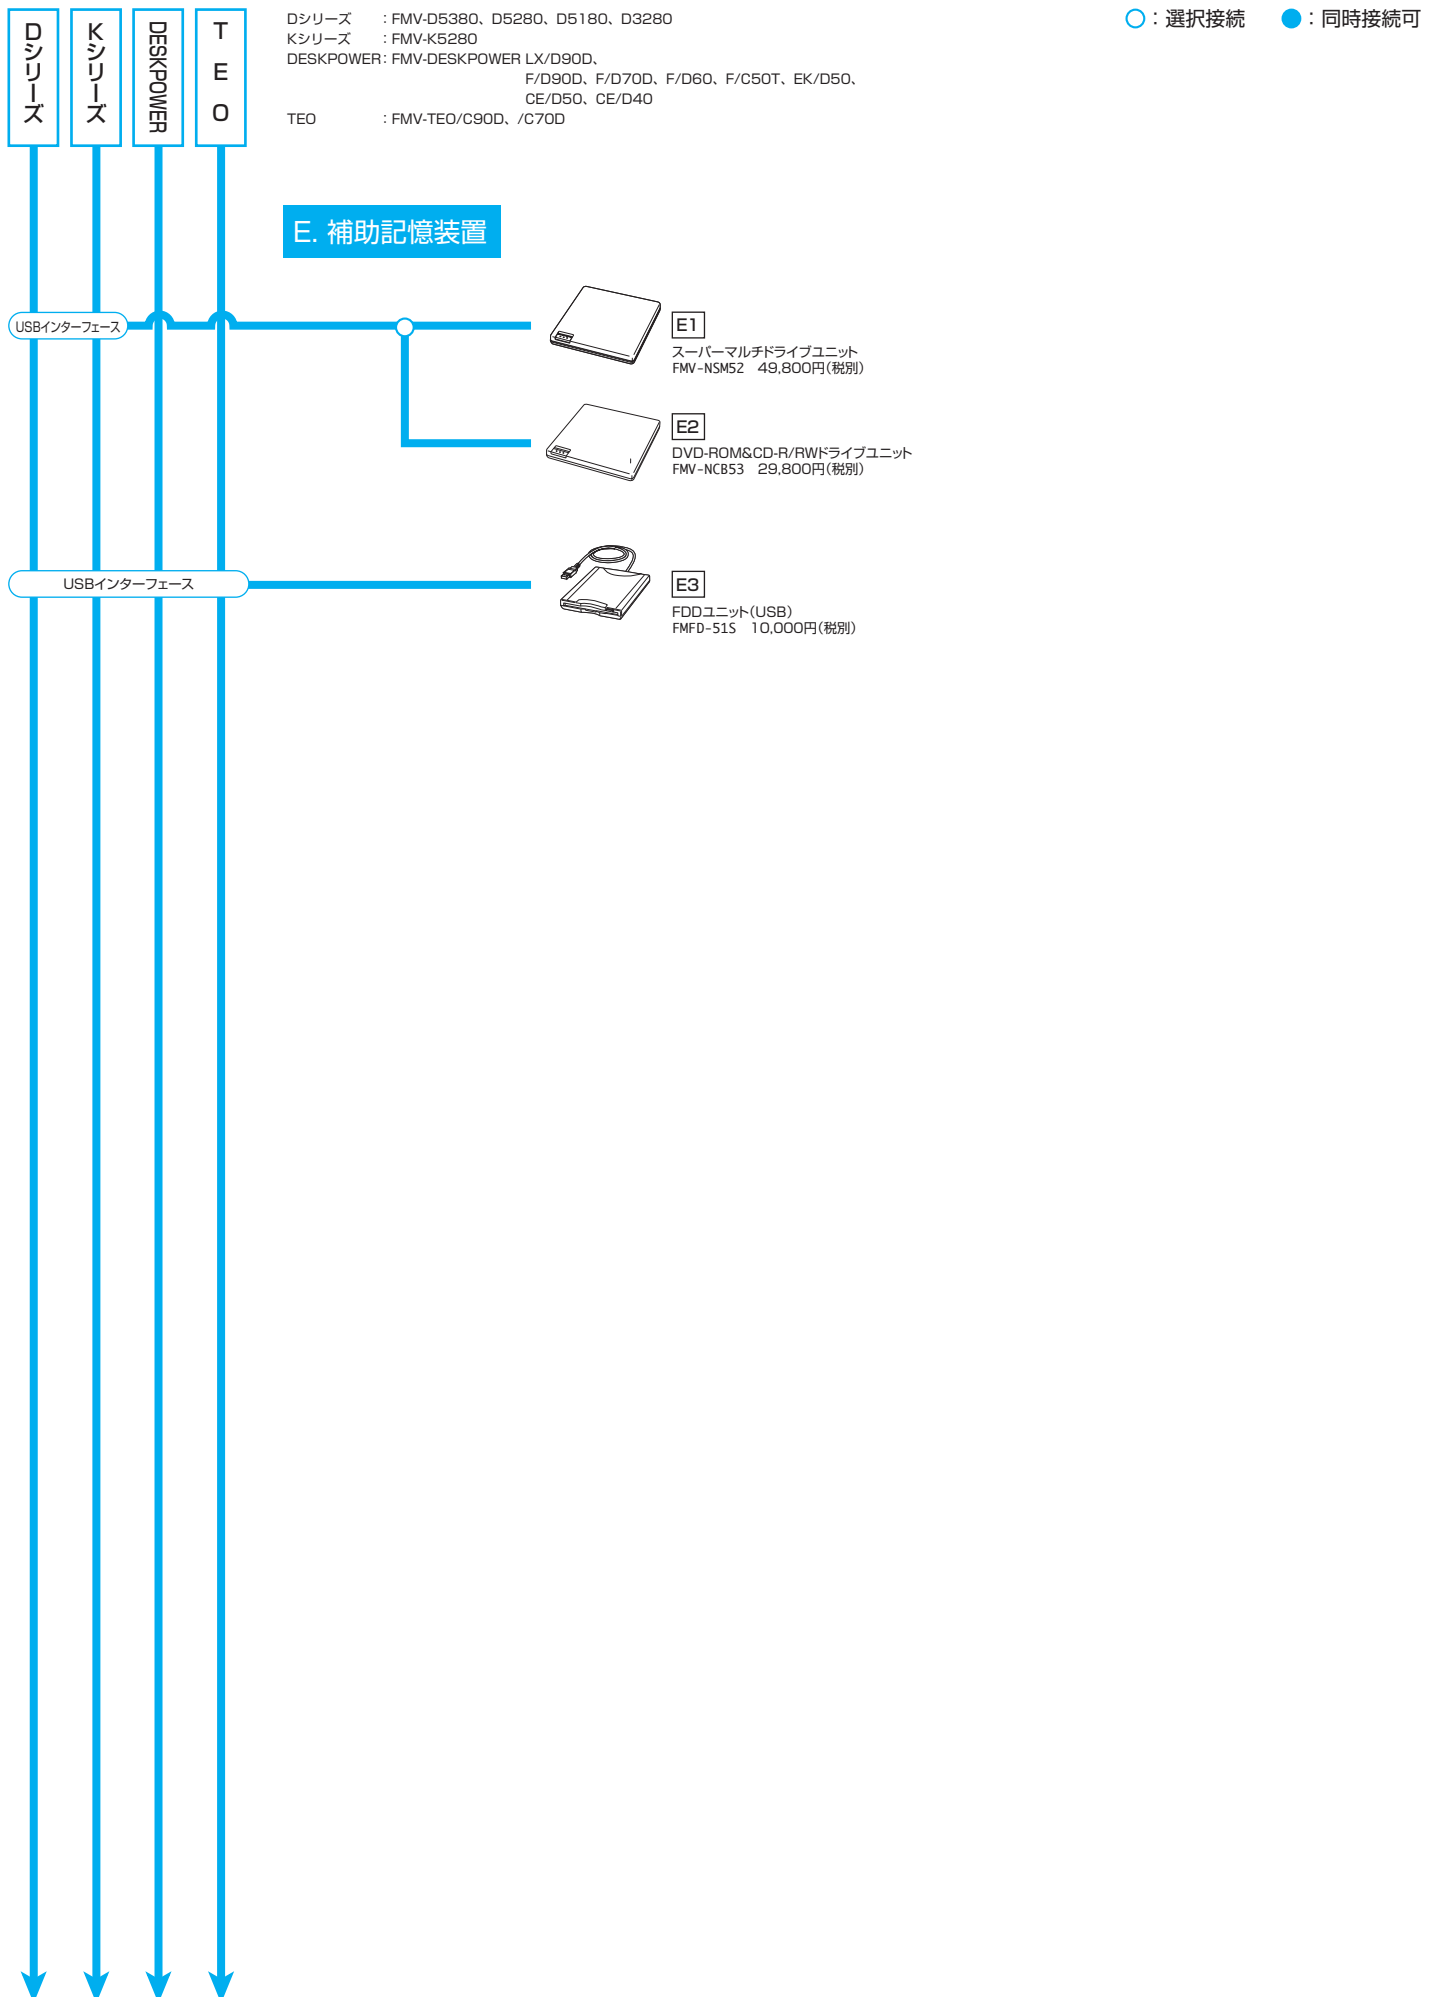 Dシリーズ
Kシリーズ
DESKPOWER
TEO
Dシリーズ : FMV-D5380、D5280、D5180、D3280
Kシリーズ : FMV-K5280
DESKPOWER : FMV-DESKPOWER LX/D90D、
F/D90D、F/D70D、F/D60、F/C50T、EK/D50、
CE/D50、CE/D40
TEO : FMV-TEO/C90D、/C70D
○：選択接続 ●：同時接続可
E. 補助記憶装置
USBインターフェース
E1
スーパーマルチドライブユニット
FMV-NSM52 49,800円(税別)
E2
DVD-ROM&CD-R/RWドライブユニット
FMV-NCB53 29,800円(税別)
USBインターフェース
E3
FDDユニット(USB)
FMFD-51S 10,000円(税別)